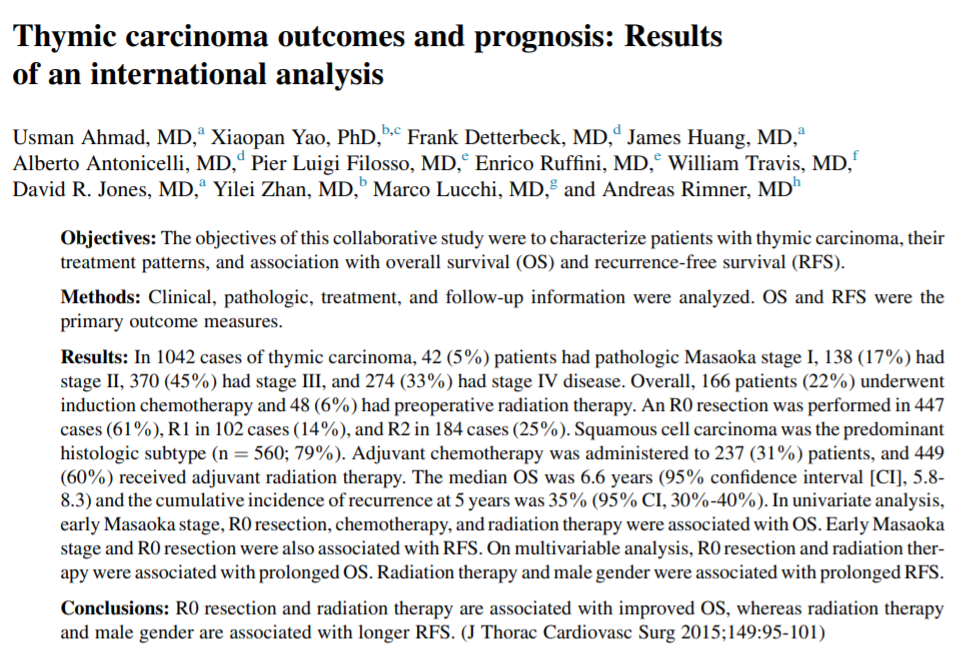 Thymic carcinoma outcomes and prognosis: Results
of an international analysis
Usman Ahmad, MD,a Xiaopan Yao, PhD,b,c Frank Detterbeck, MD,d James Huang, MD,a
Alberto Antonicelli, MD,d Pier Luigi Filosso, MD,e Enrico Ruffini, MD,e William Travis, MD,f
David R. Jones, MD,a Yilei Zhan, MD,b Marco Lucchi, MD,g and Andreas Rimner, MDh
Objectives: The objectives of this collaborative study were to characterize patients with thymic carcinoma, their
treatment patterns, and association with overall survival (OS) and recurrence-free survival (RFS).
Methods: Clinical, pathologic, treatment, and follow-up information were analyzed. OS and RFS were the
primary outcome measures.
Results: In 1042 cases of thymic carcinoma, 42 (5%) patients had pathologic Masaoka stage I, 138 (17%) had
stage II, 370 (45%) had stage III, and 274 (33%) had stage IV disease. Overall, 166 patients (22%) underwent
induction chemotherapy and 48 (6%) had preoperative radiation therapy. An R0 resection was performed in 447
cases (61%), R1 in 102 cases (14%), and R2 in 184 cases (25%). Squamous cell carcinoma was the predominant
histologic subtype (n = 560; 79%). Adjuvant chemotherapy was administered to 237 (31%) patients, and 449
(60%) received adjuvant radiation therapy. The median OS was 6.6 years (95% confidence interval [CI], 5.8-
8.3) and the cumulative incidence of recurrence at 5 years was 35% (95% CI, 30%-40%). In univariate analysis,
early Masaoka stage, R0 resection, chemotherapy, and radiation therapy were associated with OS. Early Masaoka
stage and R0 resection were also associated with RFS. On multivariable analysis, R0 resection and radiation ther-
apy were associated with prolonged OS. Radiation therapy and male gender were associated with prolonged RFS.
Conclusions: R0 resection and radiation therapy are associated with improved OS, whereas radiation therapy
and male gender are associated with longer RFS. (J Thorac Cardiovasc Surg 2015;149:95-101)